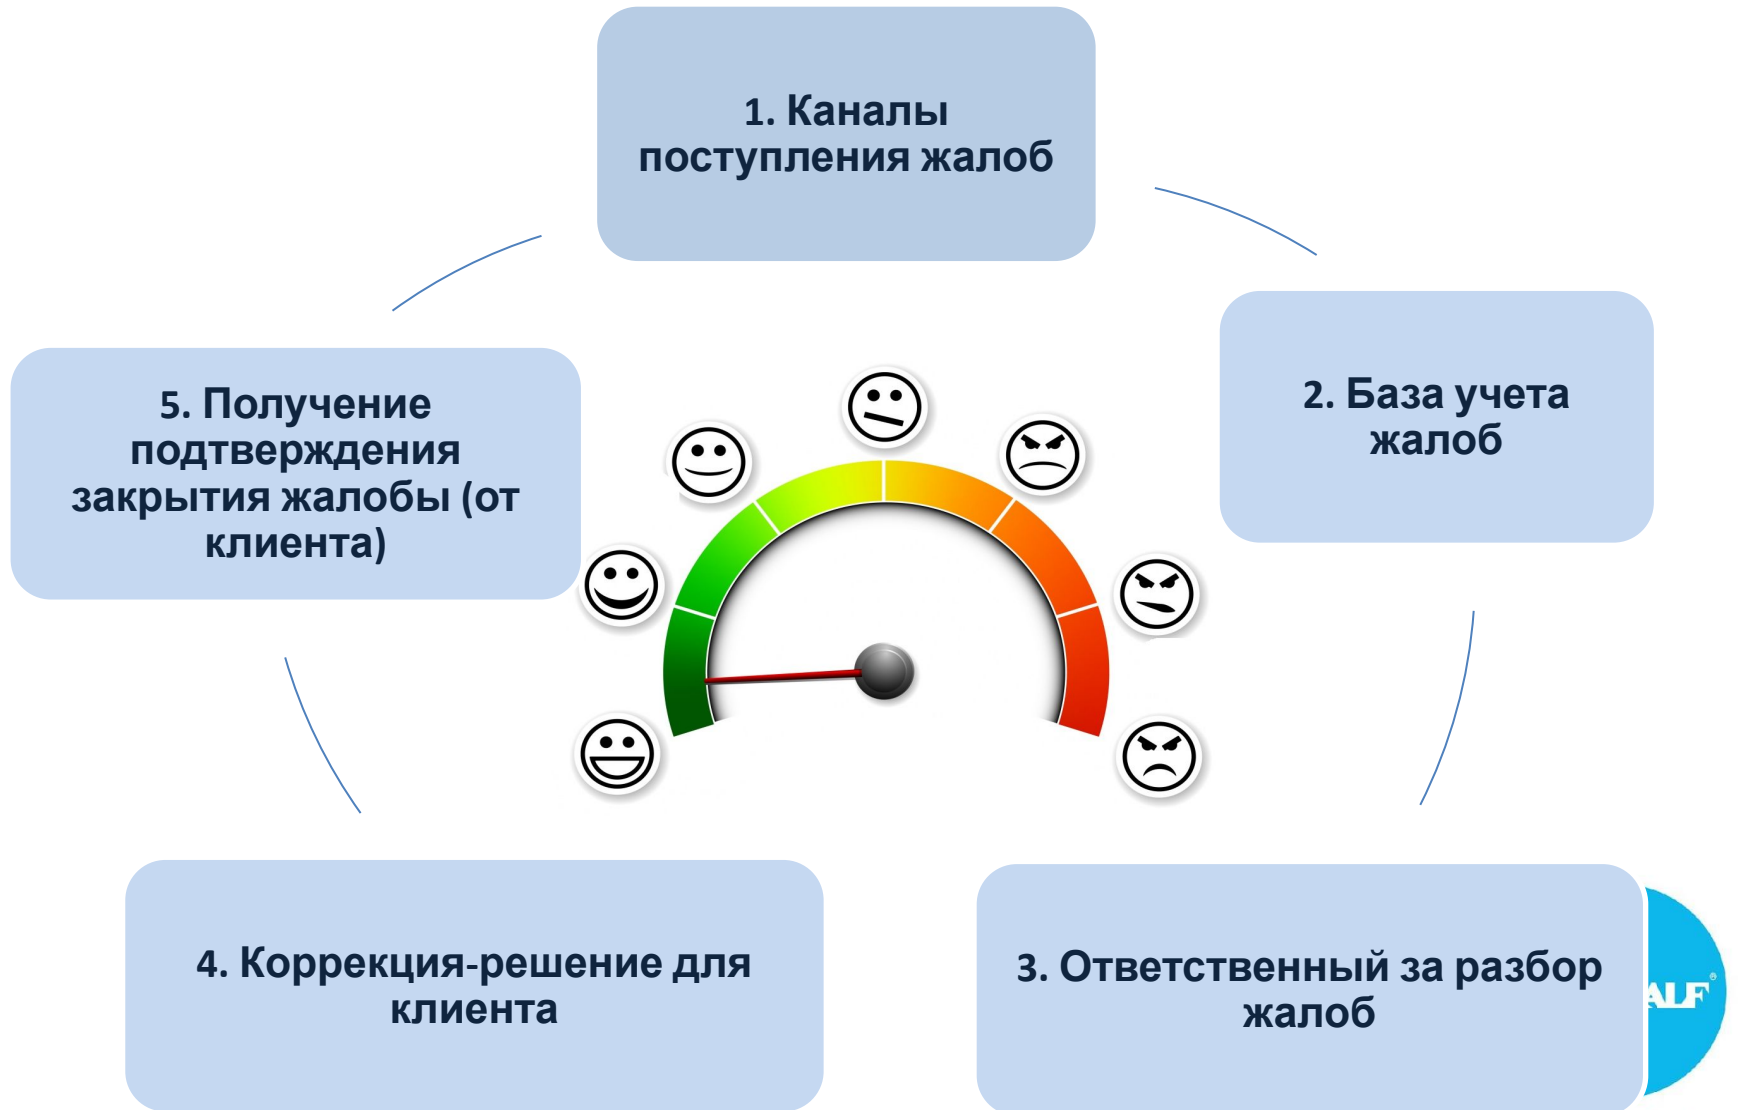 1. Каналы
поступления жалоб
2. База учета
жалоб
3. Ответственный за разбор
жалоб
4. Коррекция-решение для
клиента
5. Получение
подтверждения
закрытия жалобы (от
клиента)
ALF®